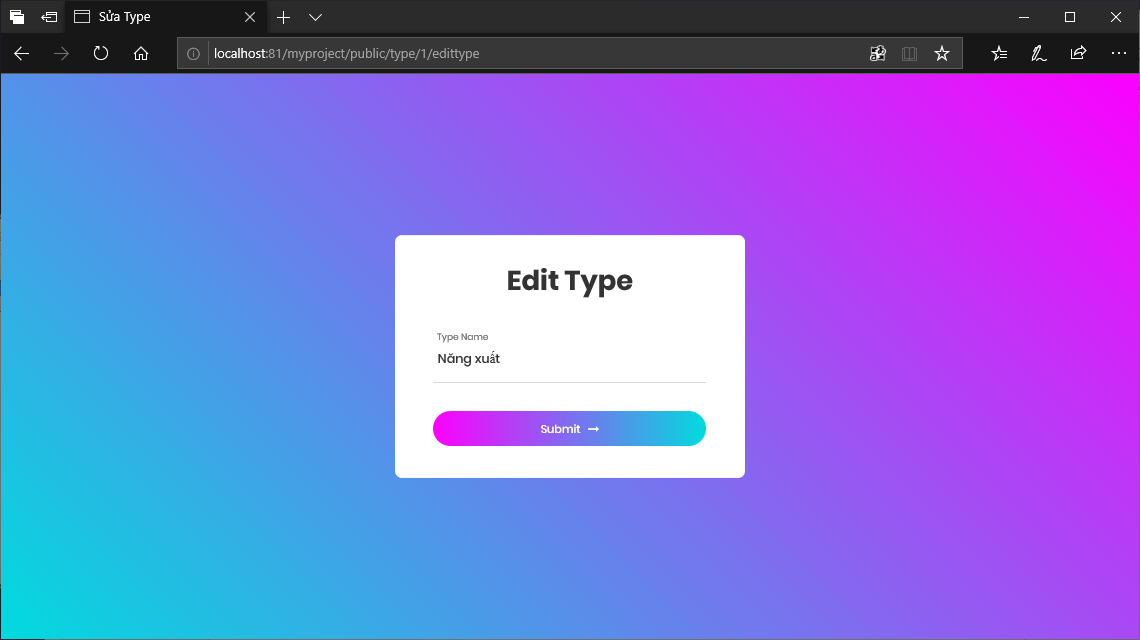 Sửa Type
localhost:81/myproject/public/type/1/edittype
Edit Type
Type Name
Năng xuất
Submit →